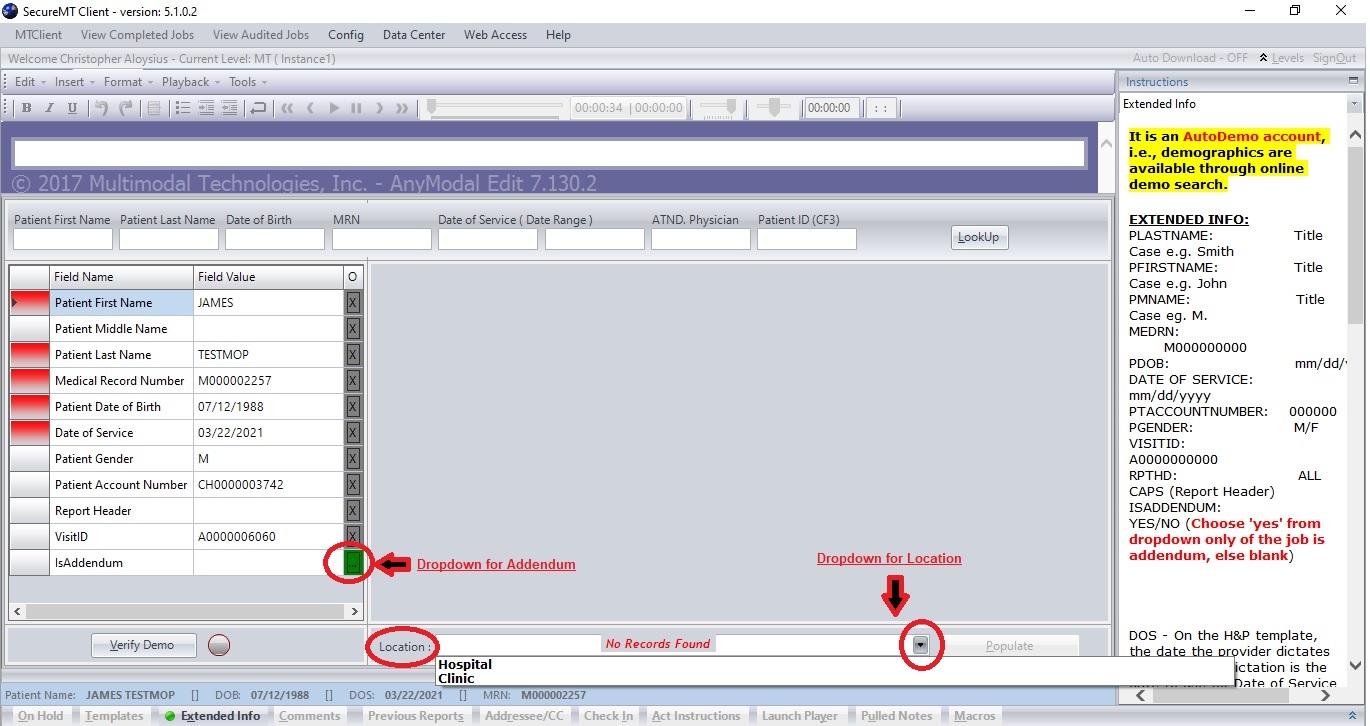 SecureMT Client - version: 5.1.0.2
MTClient View Completed Jobs View Audited Jobs Config Data Center Web Access Help
Welcome Christopher Aloysius - Current Level: MT ( Instance1)
Auto Download - OFF Levels SignOut
Edit Insert Format Playback Tools
B I U
00:00:34 | 00:00:00
00:00:00
: :
© 2017 Multimodal Technologies, Inc. - AnyModal Edit 7.130.2
Patient First Name Patient Last Name Date of Birth MRN Date of Service ( Date Range ) ATND. Physician Patient ID (CF3)
LookUp
Field Name Field Value O
Patient First Name JAMES X
Patient Middle Name X
Patient Last Name TESTMOP X
Medical Record Number M000002257 X
Patient Date of Birth 07/12/1988 X
Date of Service 03/22/2021 X
Patient Gender M X
Patient Account Number CH0000003742 X
Report Header X
VisitID A0000006060 X
IsAddendum ...
Dropdown for Addendum
Dropdown for Location
Verify Demo
Location :
No Records Found
Populate
Hospital
Clinic
Instructions
Extended Info
It is an AutoDemo account,
i.e., demographics are
available through online
demo search.
EXTENDED INFO:
PLASTNAME: Title
Case e.g. Smith
PFIRSTNAME: Title
Case e.g. John
PMNAME: Title
Case eg. M.
MEDRN:
M000000000
PDOB: mm/dd/
DATE OF SERVICE:
mm/dd/yyyy
PTACCOUNTNUMBER: 000000
PGENDER: M/F
VISITID:
A0000000000
RPTHD: ALL
CAPS (Report Header)
ISADDENDUM:
YES/NO (Choose 'yes' from
dropdown only of the job is
addendum, else blank)
DOS - On the H&P template,
the date the provider dictates
ictation is the
Date of Service
Patient Name: JAMES TESTMOP [] DOB: 07/12/1988 [] DOS: 03/22/2021 [] MRN: M000002257
On Hold Templates Extended Info Comments Previous Reports Addressee/CC Check In Act Instructions Launch Player Pulled Notes Macros